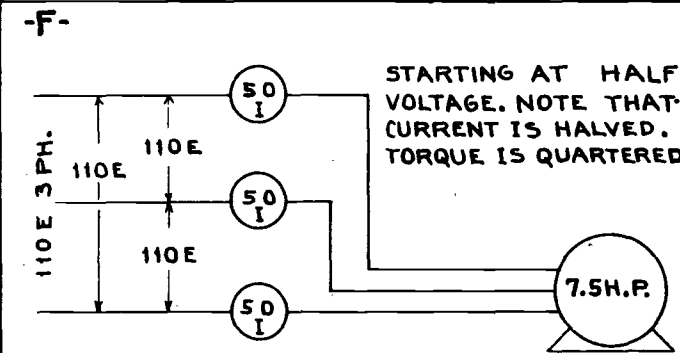 -F-
STARTING AT HALF
VOLTAGE. NOTE THAT
CURRENT IS HALVED.
TORQUE IS QUARTERED
50
I
110E
110E
110E 3 PH.
50
I
110E
7.5H.P.
50
I